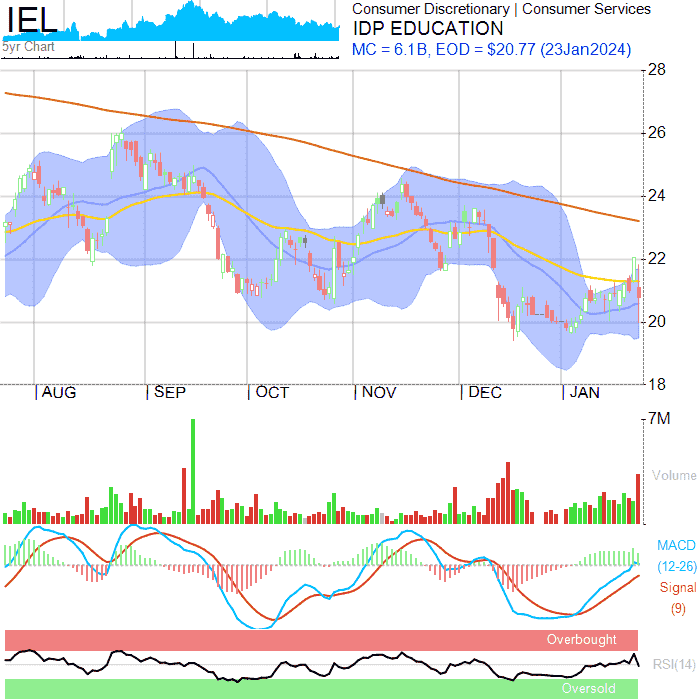 IEL
5yr Chart
Consumer Discretionary | Consumer Services
IDP EDUCATION
MC = 6.1B, EOD = $20.77 (23Jan2024)
28
26
24
22
20
18
| AUG | SEP | OCT | NOV | DEC | JAN
7M
Volume
MACD
(12-26)
Signal
(9)
Overbought
RSI(14)
Oversold